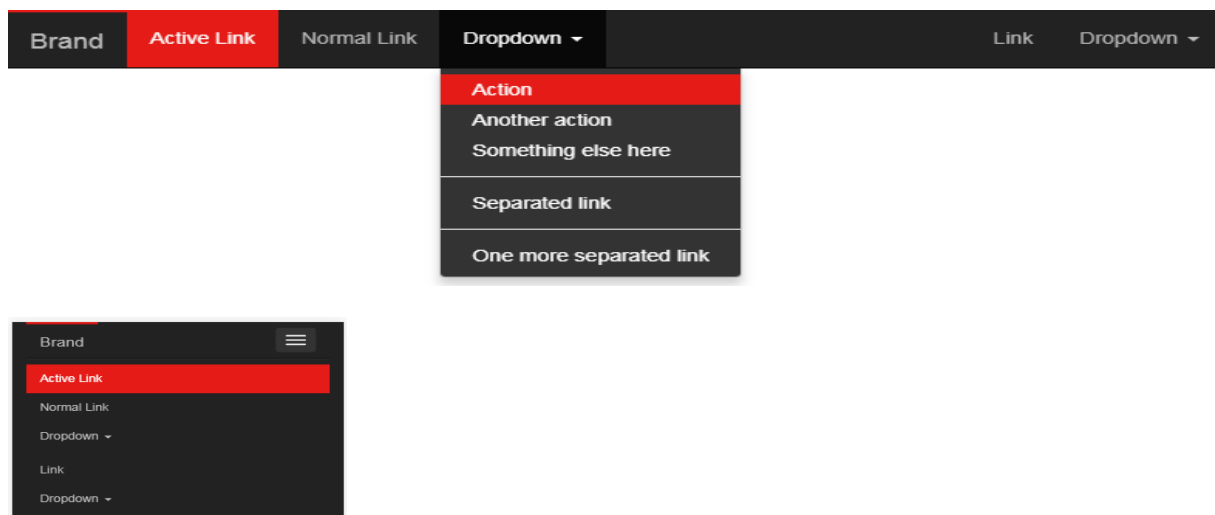 Brand Active Link Normal Link Dropdown Link Dropdown
Action
Another action
Something else here
Separated link
One more separated link
Brand
Active Link
Normal Link
Dropdown
Link
Dropdown